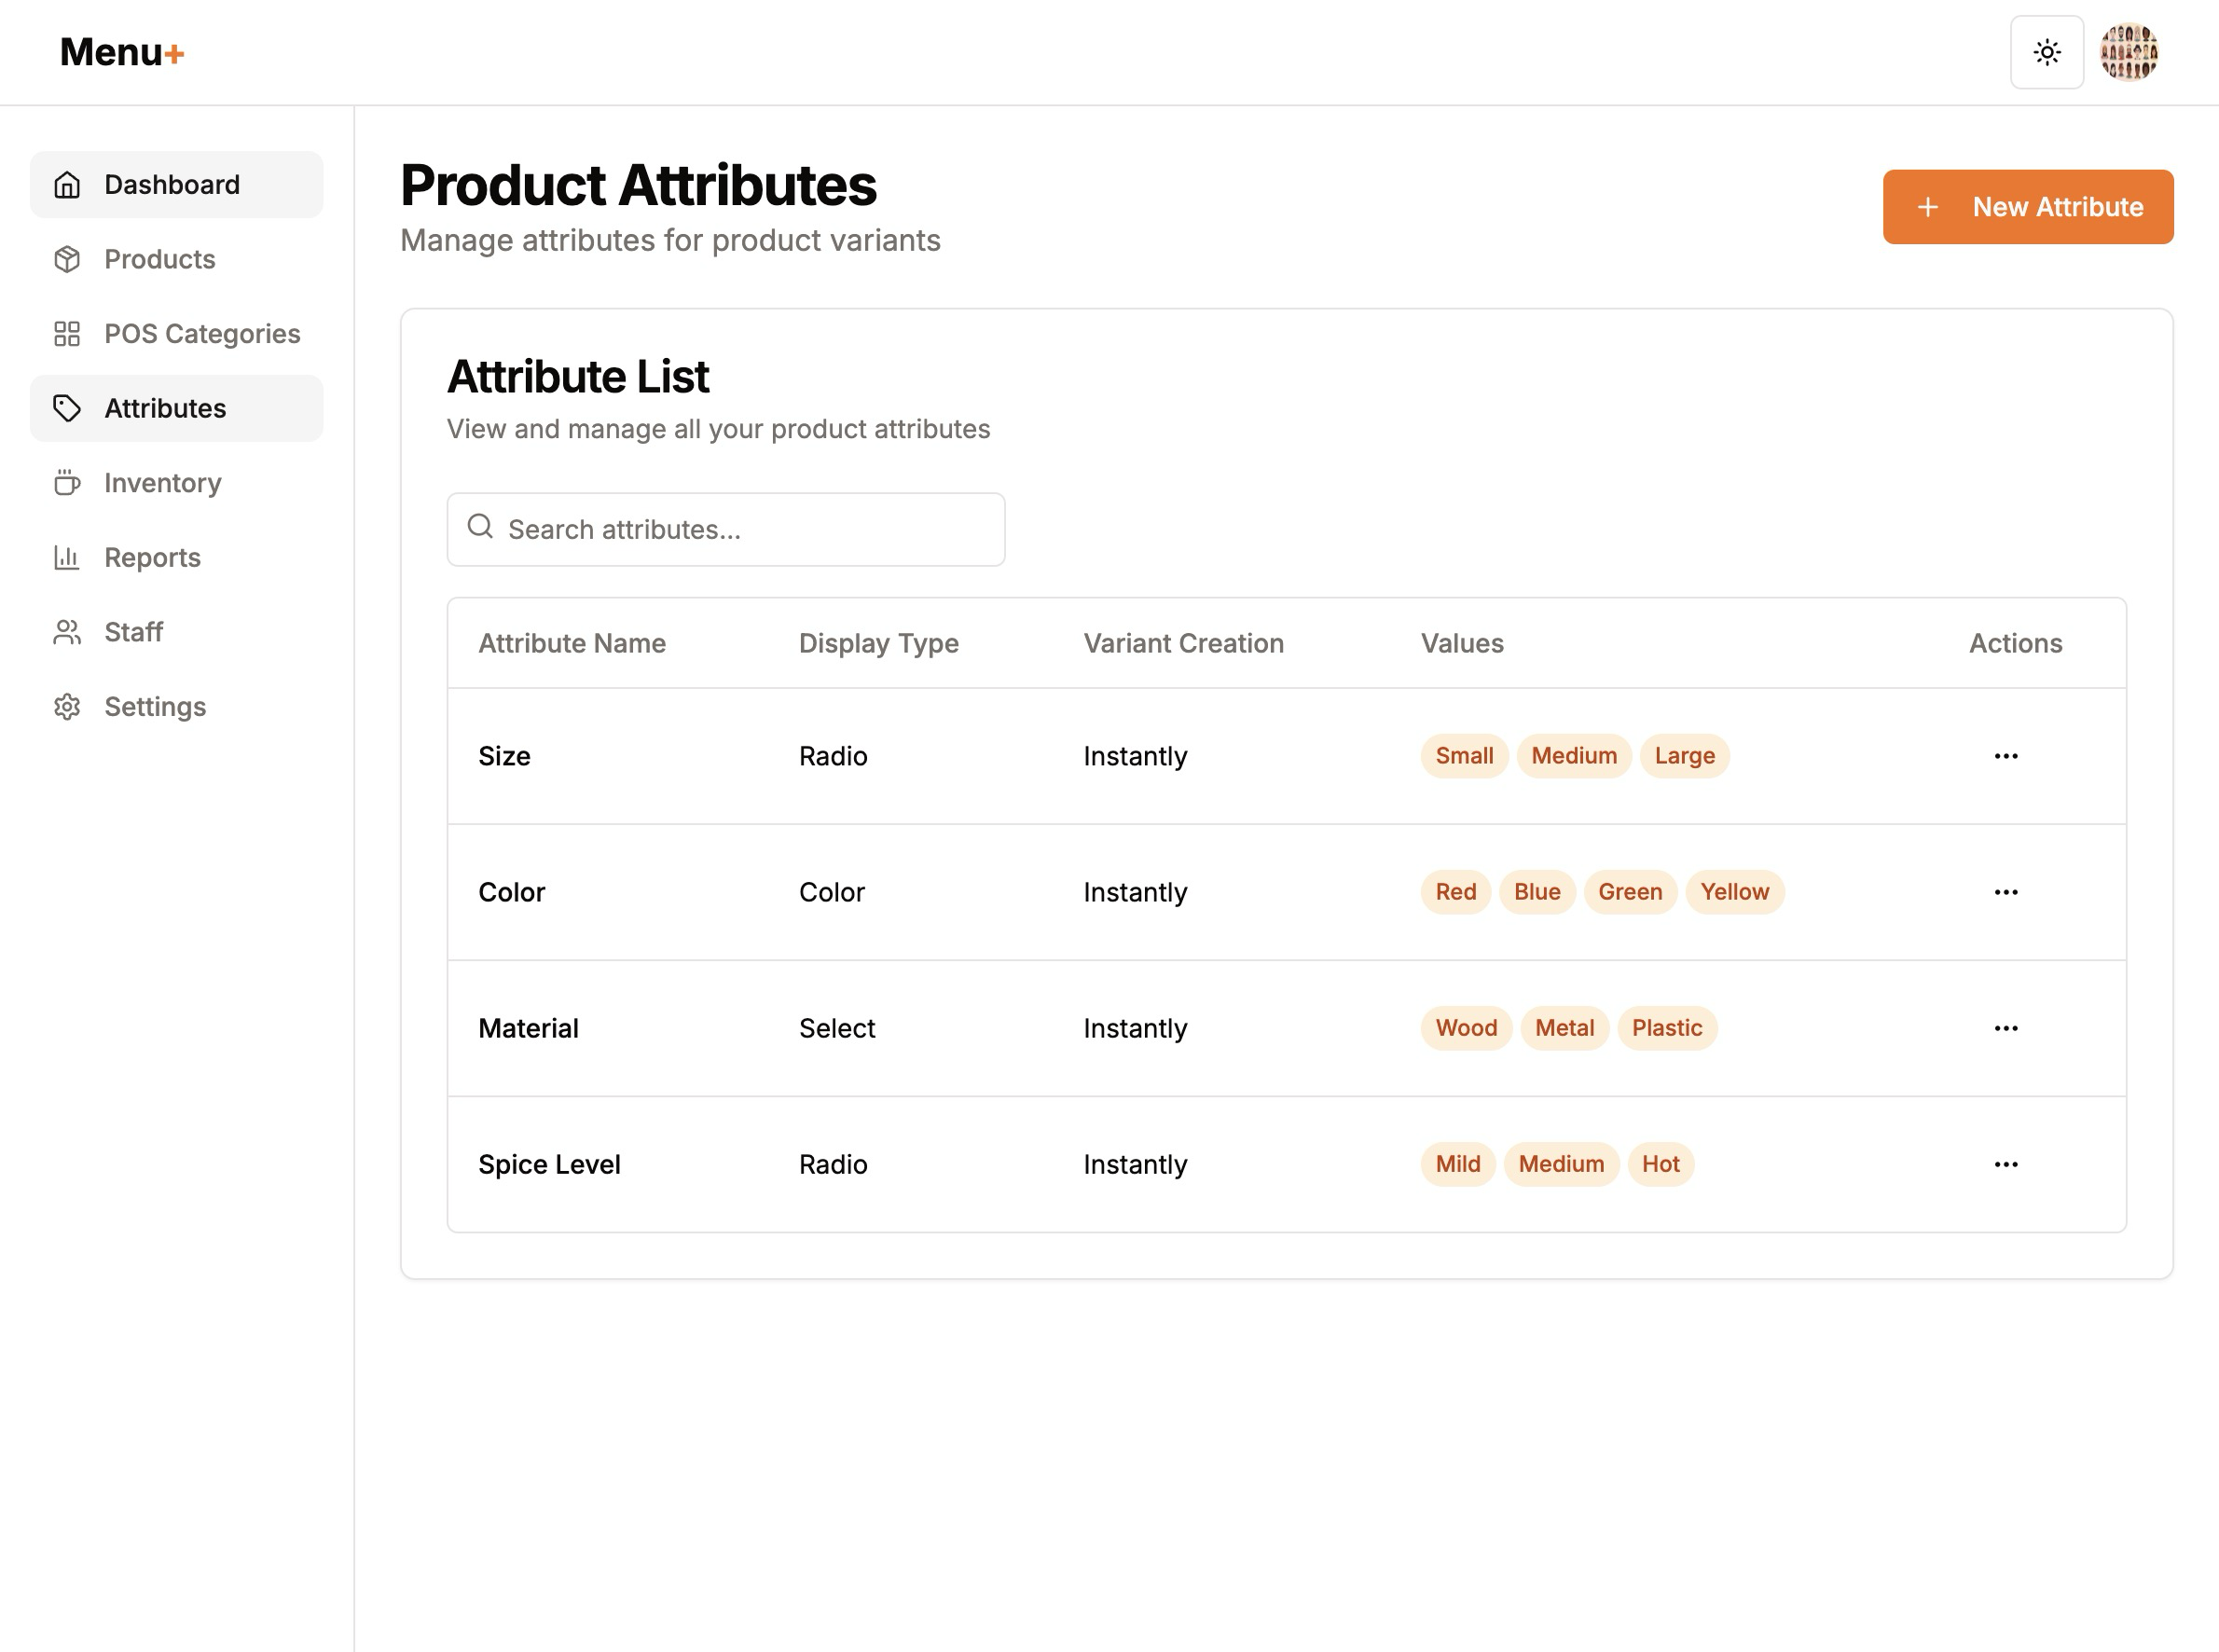 Menu+
Dashboard
Products
POS Categories
Attributes
Inventory
Reports
Staff
Settings
Product Attributes
Manage attributes for product variants
+ New Attribute
Attribute List
View and manage all your product attributes
Search attributes...
Attribute Name Display Type Variant Creation Values Actions
Size Radio Instantly Small Medium Large ...
Color Color Instantly Red Blue Green Yellow ...
Material Select Instantly Wood Metal Plastic ...
Spice Level Radio Instantly Mild Medium Hot ...